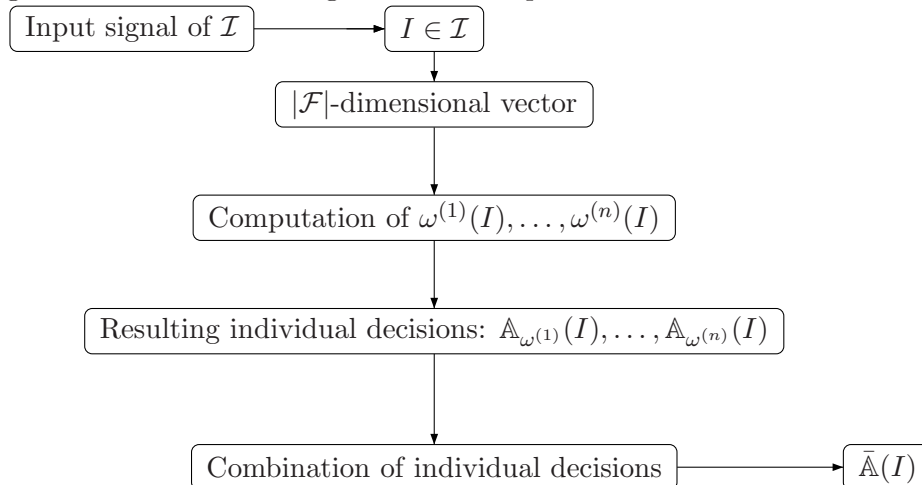 Input signal of ℐ
I ∈ ℐ
|ℱ|-dimensional vector
Computation of ω⁽¹⁾(I), . . . , ω⁽ⁿ⁾(I)
Resulting individual decisions: 𝔸_{ω⁽¹⁾}(I), . . . , 𝔸_{ω⁽ⁿ⁾}(I)
Combination of individual decisions
𝔸̄(I)